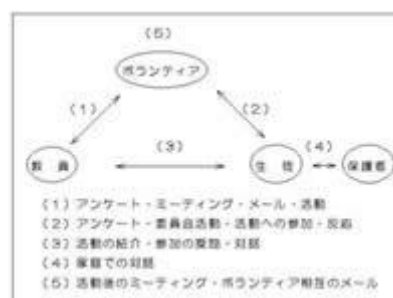 (5)
ボランティア
(1)
(2)
(3)
(4)
教員
生徒
保護者
(1)アンケート・ミーティング・メール・活動
(2)アンケート・委員会活動・活動への参加・反応
(3)活動の紹介・参加の要請・対話
(4)家庭での対話
(5)活動後のミーティング・ボランティア相互のメール